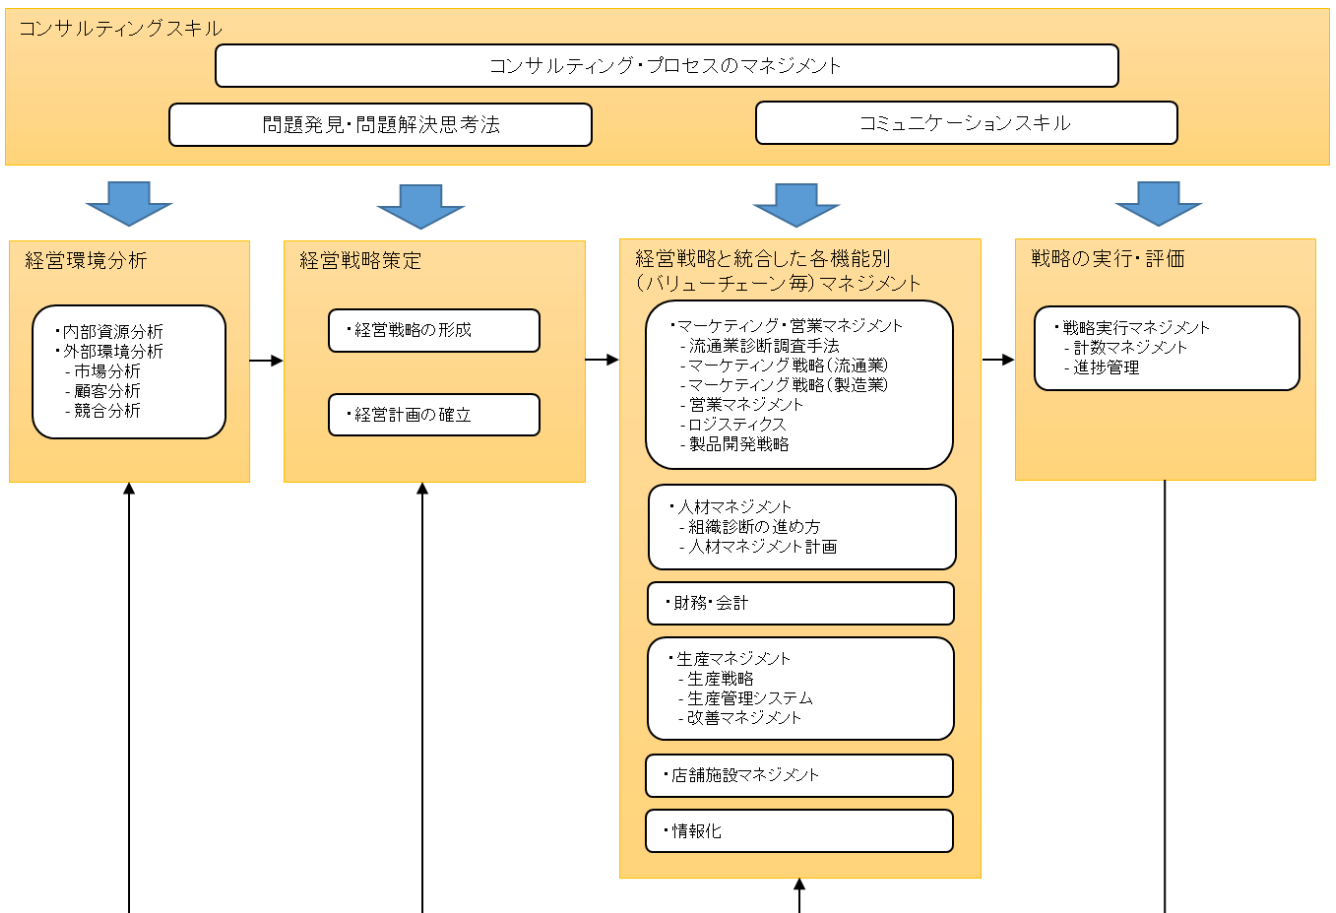 コンサルティングスキル
コンサルティング・プロセスのマネジメント
問題発見・問題解決思考法
コミュニケーションスキル
経営環境分析
・内部資源分析
・外部環境分析
- 市場分析
- 顧客分析
- 競合分析
経営戦略策定
・経営戦略の形成
・経営計画の確立
経営戦略と統合した各機能別
（バリューチェーン毎）マネジメント
・マーケティング・営業マネジメント
- 流通業診断調査手法
- マーケティング戦略（流通業）
- マーケティング戦略（製造業）
- 営業マネジメント
- ロジスティクス
- 製品開発戦略
・人材マネジメント
- 組織診断の進め方
- 人材マネジメント計画
・財務・会計
・生産マネジメント
- 生産戦略
- 生産管理システム
- 改善マネジメント
・店舗施設マネジメント
・情報化
戦略の実行・評価
・戦略実行マネジメント
- 計数マネジメント
- 進捗管理